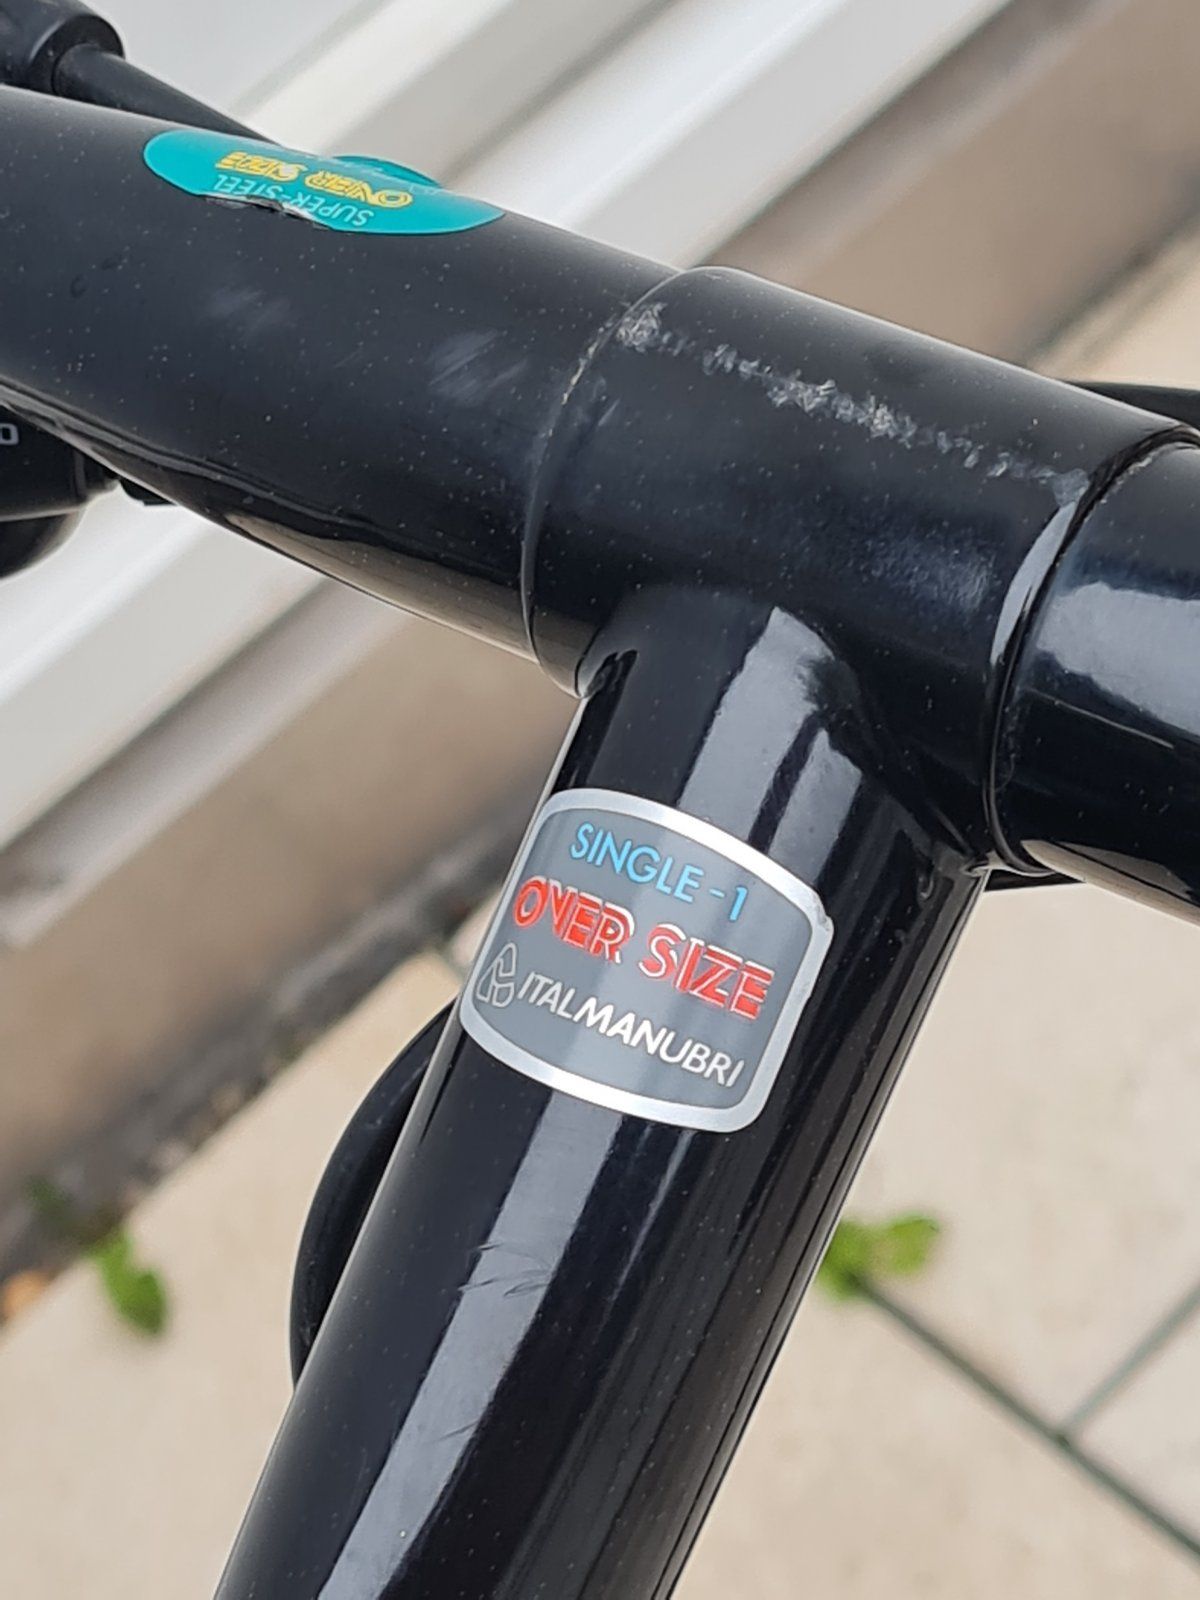 SUPER-STEEL
OVER SIZE
SINGLE-1
OVER SIZE
ITALMANUBRI